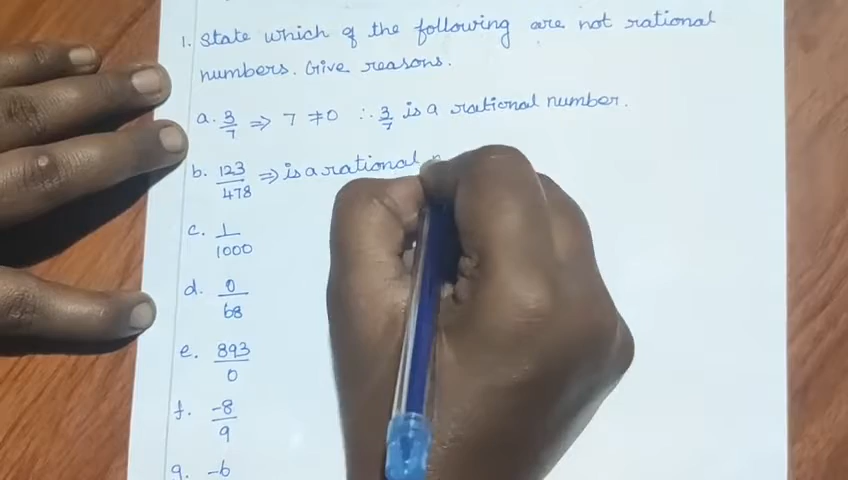 1. State which of the following are not rational
numbers. Give reasons.
a. 3/7 ⇒ 7 ≠0 ∴ 3/7 is a rational number.
b. 123/478 ⇒ is a rational
c. 1/1000
d. 0/68
e. 893/0
f. -8/9
g. -6